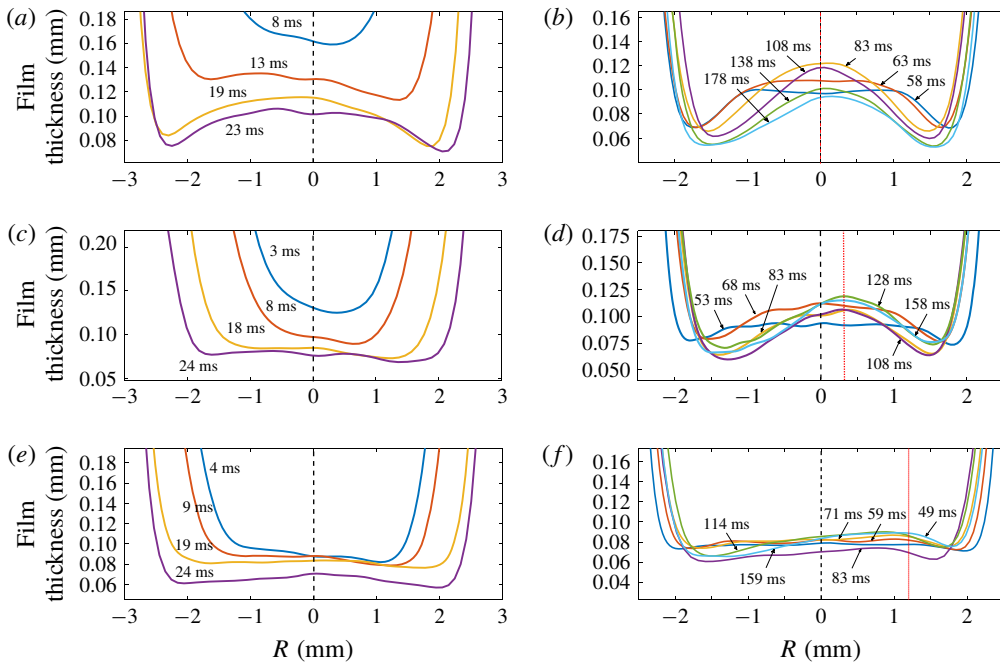 (a)
(b)
Film
thickness (mm)
0.16
0.14
0.12
0.10
0.08
8 ms
13 ms
19 ms
23 ms
−3
−2
−1
0
1
2
3
0.16
0.14
0.12
0.10
0.08
0.06
108 ms
138 ms
178 ms
83 ms
63 ms
58 ms
−2
−1
0
1
2
(c)
(d)
Film
thickness (mm)
0.20
0.15
0.10
0.05
3 ms
8 ms
18 ms
24 ms
−3
−2
−1
0
1
2
3
0.175
0.150
0.125
0.100
0.075
0.050
83 ms
68 ms
53 ms
128 ms
158 ms
108 ms
−2
−1
0
1
2
(e)
(f)
Film
thickness (mm)
0.18
0.16
0.14
0.12
0.10
0.08
0.06
4 ms
9 ms
19 ms
24 ms
−3
−2
−1
0
1
2
3
R (mm)
0.16
0.14
0.12
0.10
0.08
0.06
0.04
114 ms
71 ms
59 ms
49 ms
159 ms
83 ms
−2
−1
0
1
2
R (mm)